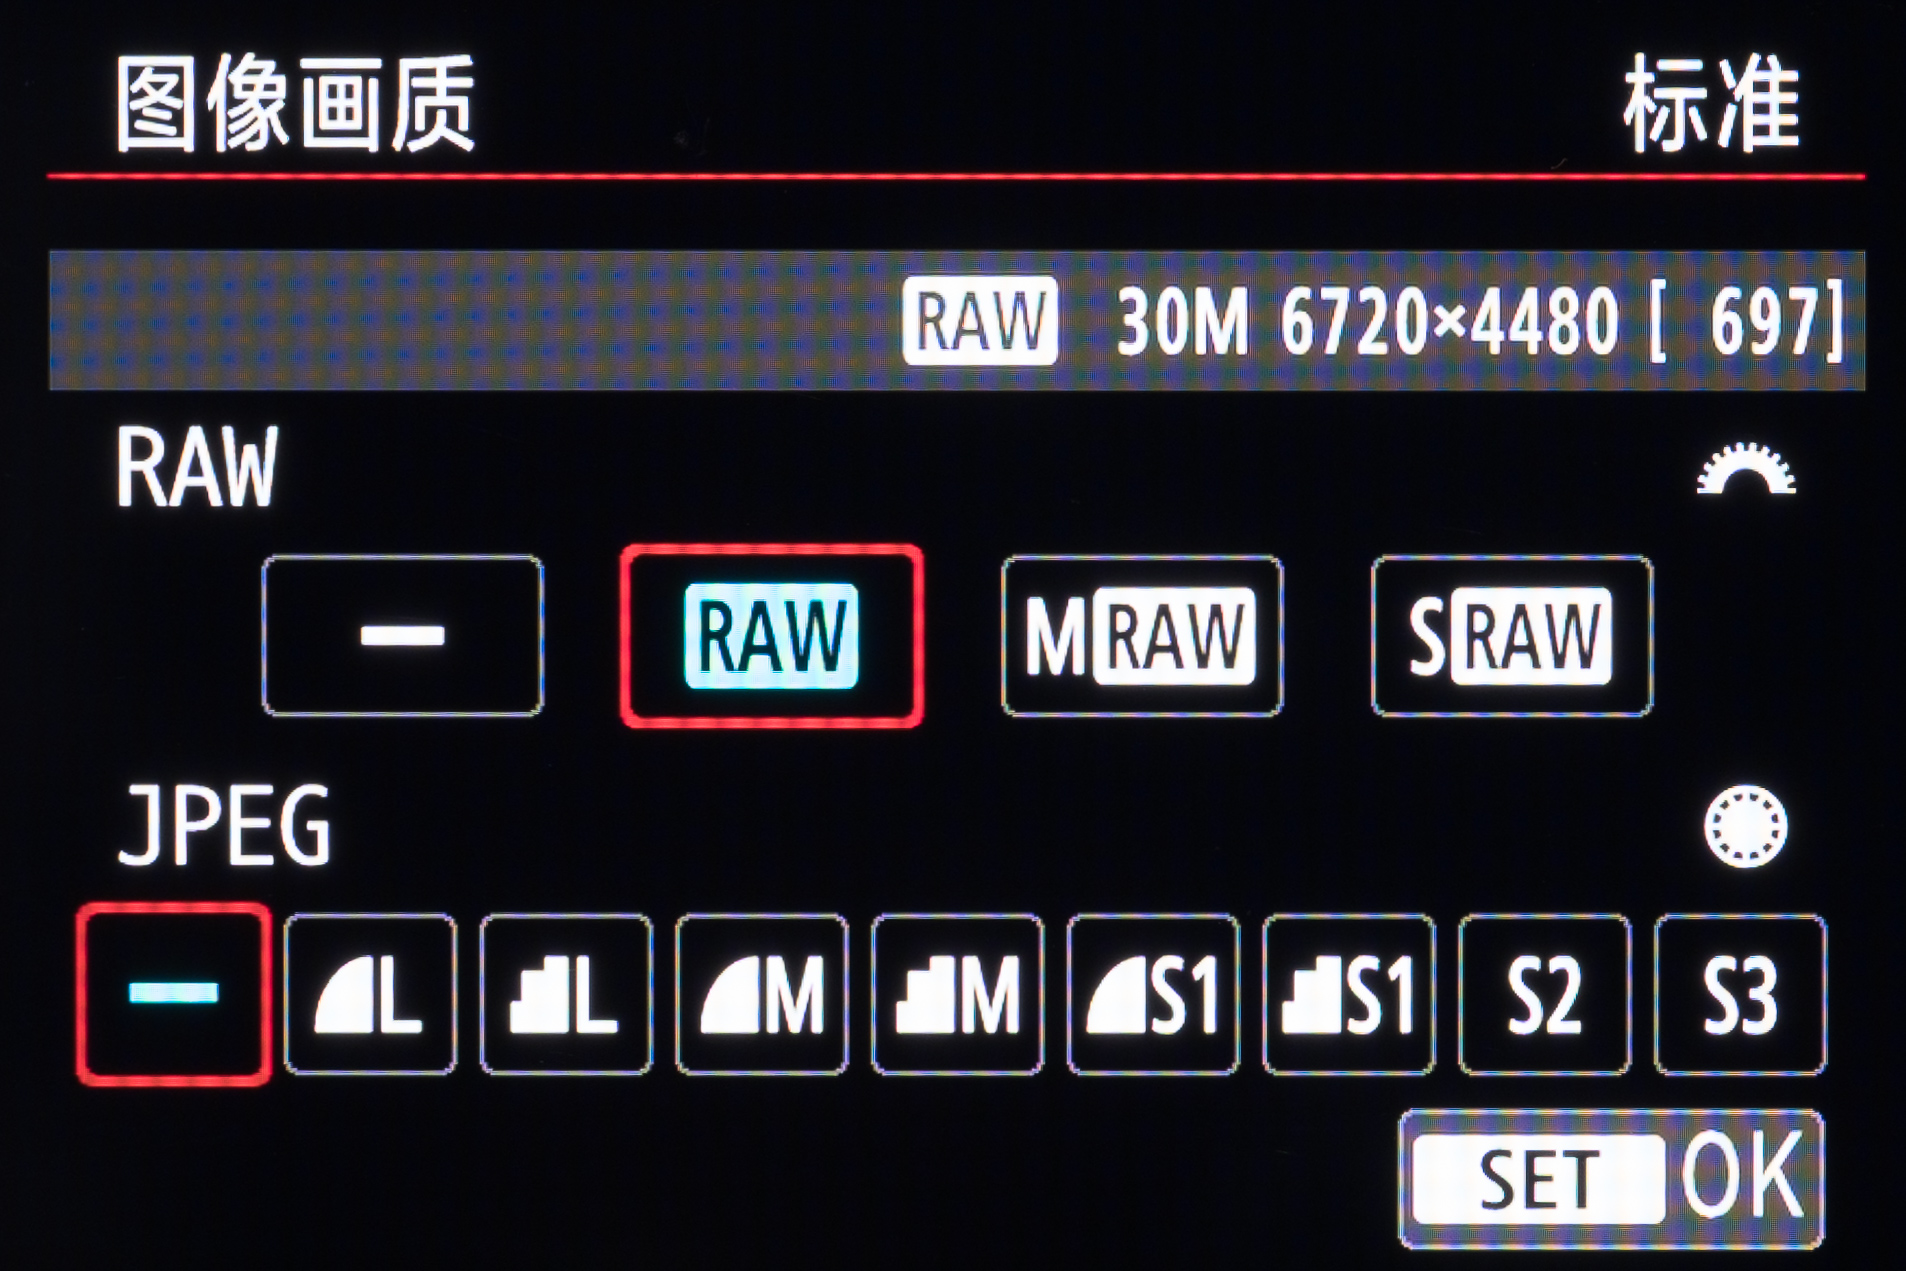 图像画质 标准
RAW 30M 6720×4480 [ 697]
RAW
— RAW MRAW SRAW
JPEG
— L L M M S1 S1 S2 S3
SET OK